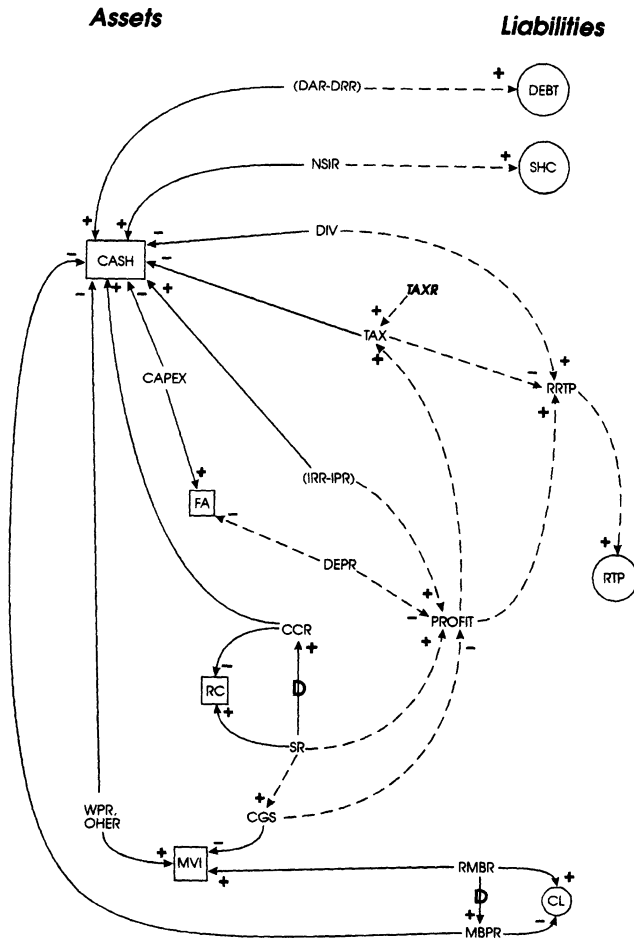 Assets
Liabilities
(DAR-DRR)
+
DEBT
NSIR
+
SHC
+
+
-
DIV
-
CASH
-
-
+
-
+
TAXR
+
TAX
+
CAPEX
-
+
RRTP
+
+
FA
-
(IRR-IPR)
DEPR
+
RTP
+
-
PROFIT
+
-
CCR
-
+
RC
D
+
SR
+
CGS
WPR,
OHER
+
-
MVI
+
RMBR
+
D
CL
+
-
MBPR